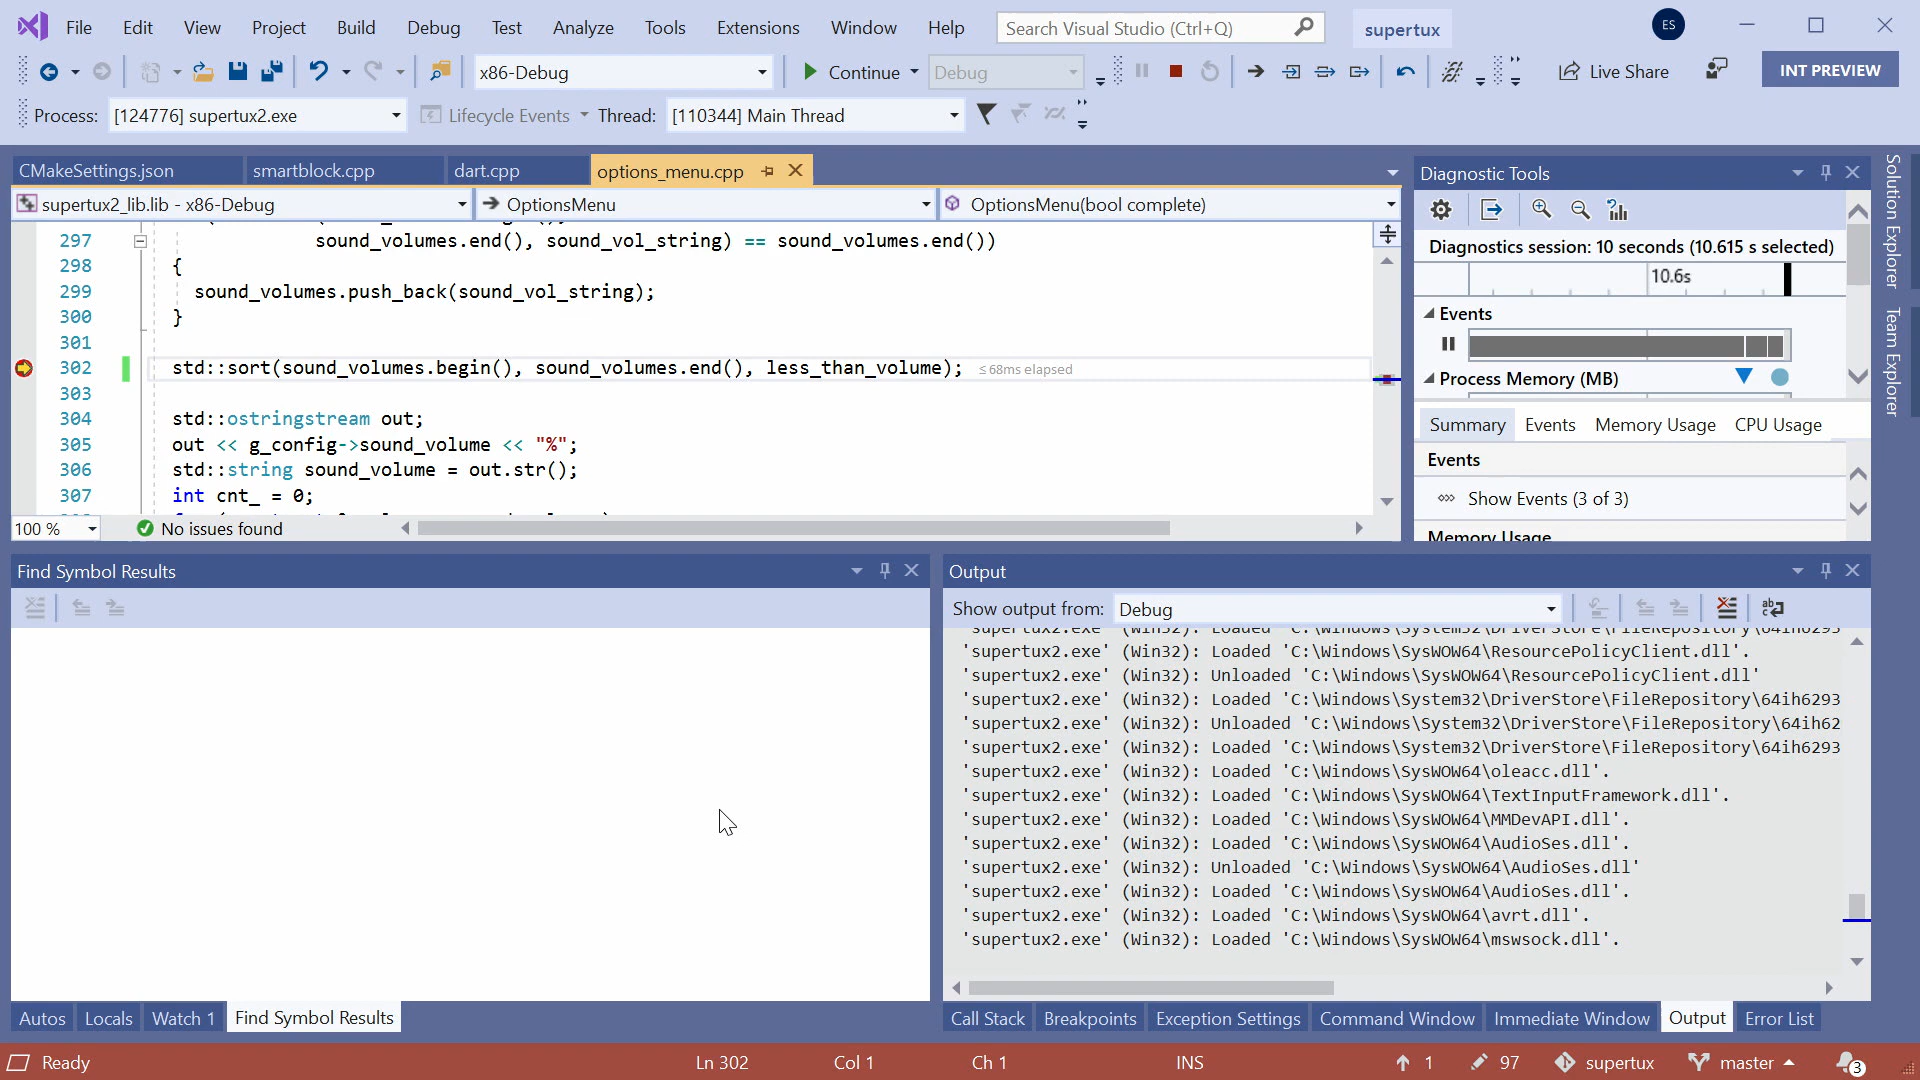 File Edit View Project Build Debug Test Analyze Tools Extensions Window Help Search Visual Studio (Ctrl+Q) supertux ES
x86-Debug Continue Debug Live Share INT PREVIEW
Process: [124776] supertux2.exe Lifecycle Events Thread: [110344] Main Thread
CMakeSettings.json smartblock.cpp dart.cpp options_menu.cpp
supertux2_lib.lib - x86-Debug OptionsMenu OptionsMenu(bool complete)
297 sound_volumes.end(), sound_vol_string) == sound_volumes.end())
298 {
299 sound_volumes.push_back(sound_vol_string);
300 }
301
302 std::sort(sound_volumes.begin(), sound_volumes.end(), less_than_volume); ≤68ms elapsed
303
304 std::ostringstream out;
305 out << g_config->sound_volume << "%";
306 std::string sound_volume = out.str();
307 int cnt_ = 0;
100 % No issues found
Diagnostic Tools
Diagnostics session: 10 seconds (10.615 s selected)
10.6s
Events
Process Memory (MB)
Summary Events Memory Usage CPU Usage
Events
Show Events (3 of 3)
Memory Usage
Solution Explorer
Team Explorer
Find Symbol Results
Autos Locals Watch 1 Find Symbol Results
Output
Show output from: Debug
'supertux2.exe' (Win32): Loaded 'C:\Windows\System32\DriverStore\FileRepository\64ih6293
'supertux2.exe' (Win32): Loaded 'C:\Windows\SysWOW64\ResourcePolicyClient.dll'.
'supertux2.exe' (Win32): Unloaded 'C:\Windows\SysWOW64\ResourcePolicyClient.dll'
'supertux2.exe' (Win32): Loaded 'C:\Windows\System32\DriverStore\FileRepository\64ih6293
'supertux2.exe' (Win32): Unloaded 'C:\Windows\System32\DriverStore\FileRepository\64ih62
'supertux2.exe' (Win32): Loaded 'C:\Windows\System32\DriverStore\FileRepository\64ih6293
'supertux2.exe' (Win32): Loaded 'C:\Windows\SysWOW64\oleacc.dll'.
'supertux2.exe' (Win32): Loaded 'C:\Windows\SysWOW64\TextInputFramework.dll'.
'supertux2.exe' (Win32): Loaded 'C:\Windows\SysWOW64\MMDevAPI.dll'.
'supertux2.exe' (Win32): Loaded 'C:\Windows\SysWOW64\AudioSes.dll'.
'supertux2.exe' (Win32): Unloaded 'C:\Windows\SysWOW64\AudioSes.dll'
'supertux2.exe' (Win32): Loaded 'C:\Windows\SysWOW64\AudioSes.dll'.
'supertux2.exe' (Win32): Loaded 'C:\Windows\SysWOW64\avrt.dll'.
'supertux2.exe' (Win32): Loaded 'C:\Windows\SysWOW64\mswsock.dll'.
Call Stack Breakpoints Exception Settings Command Window Immediate Window Output Error List
Ready Ln 302 Col 1 Ch 1 INS 1 97 supertux master 3